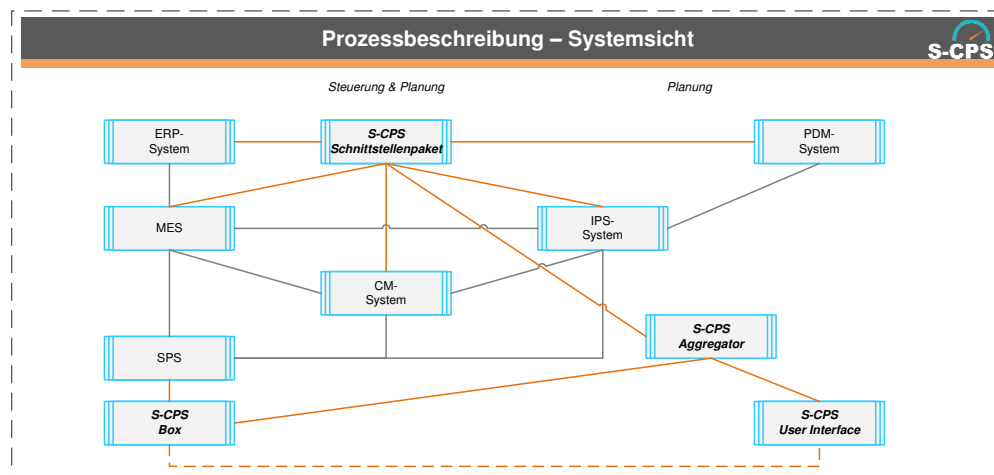 Prozessbeschreibung – Systemsicht
S-CPS
Steuerung & Planung
Planung
ERP-
System
S-CPS
Schnittstellenpaket
PDM-
System
MES
IPS-
System
CM-
System
S-CPS
Aggregator
SPS
S-CPS
Box
S-CPS
User Interface